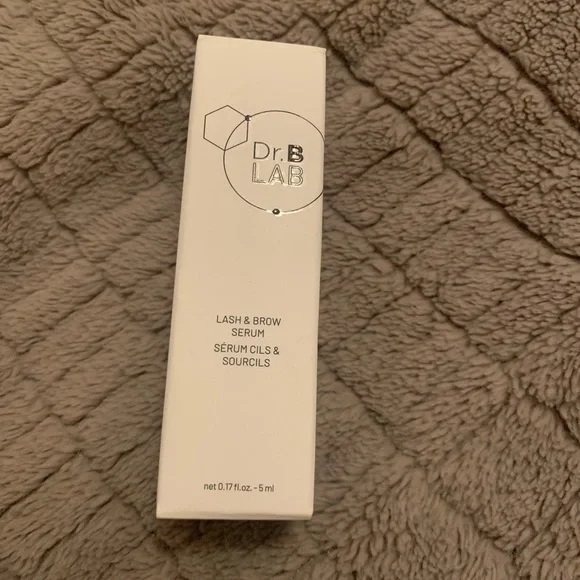 Dr.B
LAB
LASH & BROW
SERUM
SÉRUM CILS &
SOURCILS
net 0.17 fl.oz. - 5 ml